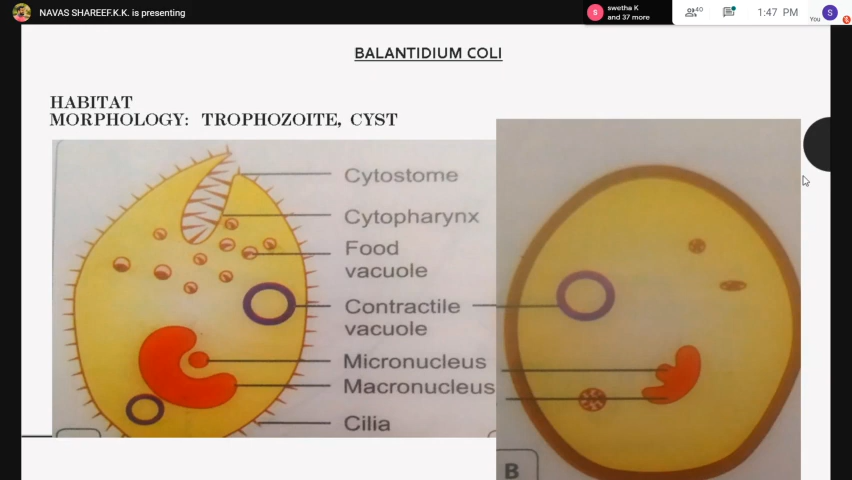 NAVAS SHAREEF.K.K. is presenting
S
swetha K
and 37 more
40
1:47 PM
You
S
BALANTIDIUM COLI
HABITAT
MORPHOLOGY: TROPHOZOITE, CYST
Cytostome
Cytopharynx
Food
vacuole
Contractile
vacuole
Micronucleus
Macronucleus
Cilia
B